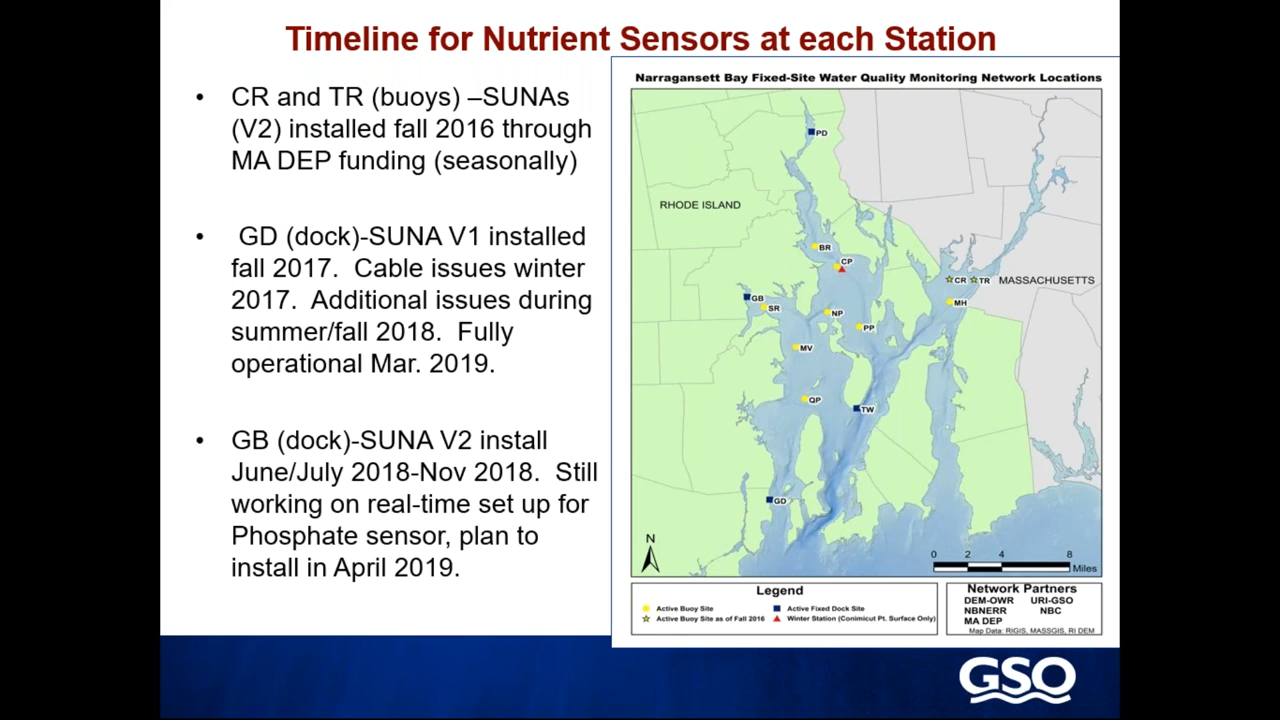 Timeline for Nutrient Sensors at each Station
• CR and TR (buoys) –SUNAs
(V2) installed fall 2016 through
MA DEP funding (seasonally)
• GD (dock)-SUNA V1 installed
fall 2017. Cable issues winter
2017. Additional issues during
summer/fall 2018. Fully
operational Mar. 2019.
• GB (dock)-SUNA V2 install
June/July 2018-Nov 2018. Still
working on real-time set up for
Phosphate sensor, plan to
install in April 2019.
Narragansett Bay Fixed-Site Water Quality Monitoring Network Locations
PD
RHODE ISLAND
BR
CP
CR
TR
MASSACHUSETTS
GB
SR
MH
NP
PP
MV
QP
TW
GD
N
0 2 4 8
Miles
Legend
Active Buoy Site
Active Fixed Dock Site
Active Buoy Site as of Fall 2016
Winter Station (Conimicut Pt. Surface Only)
Network Partners
DEM-OWR URI-GSO
NBNERR NBC
MA DEP
Map Data: RIGIS, MASSGIS, RI DEM
GSO